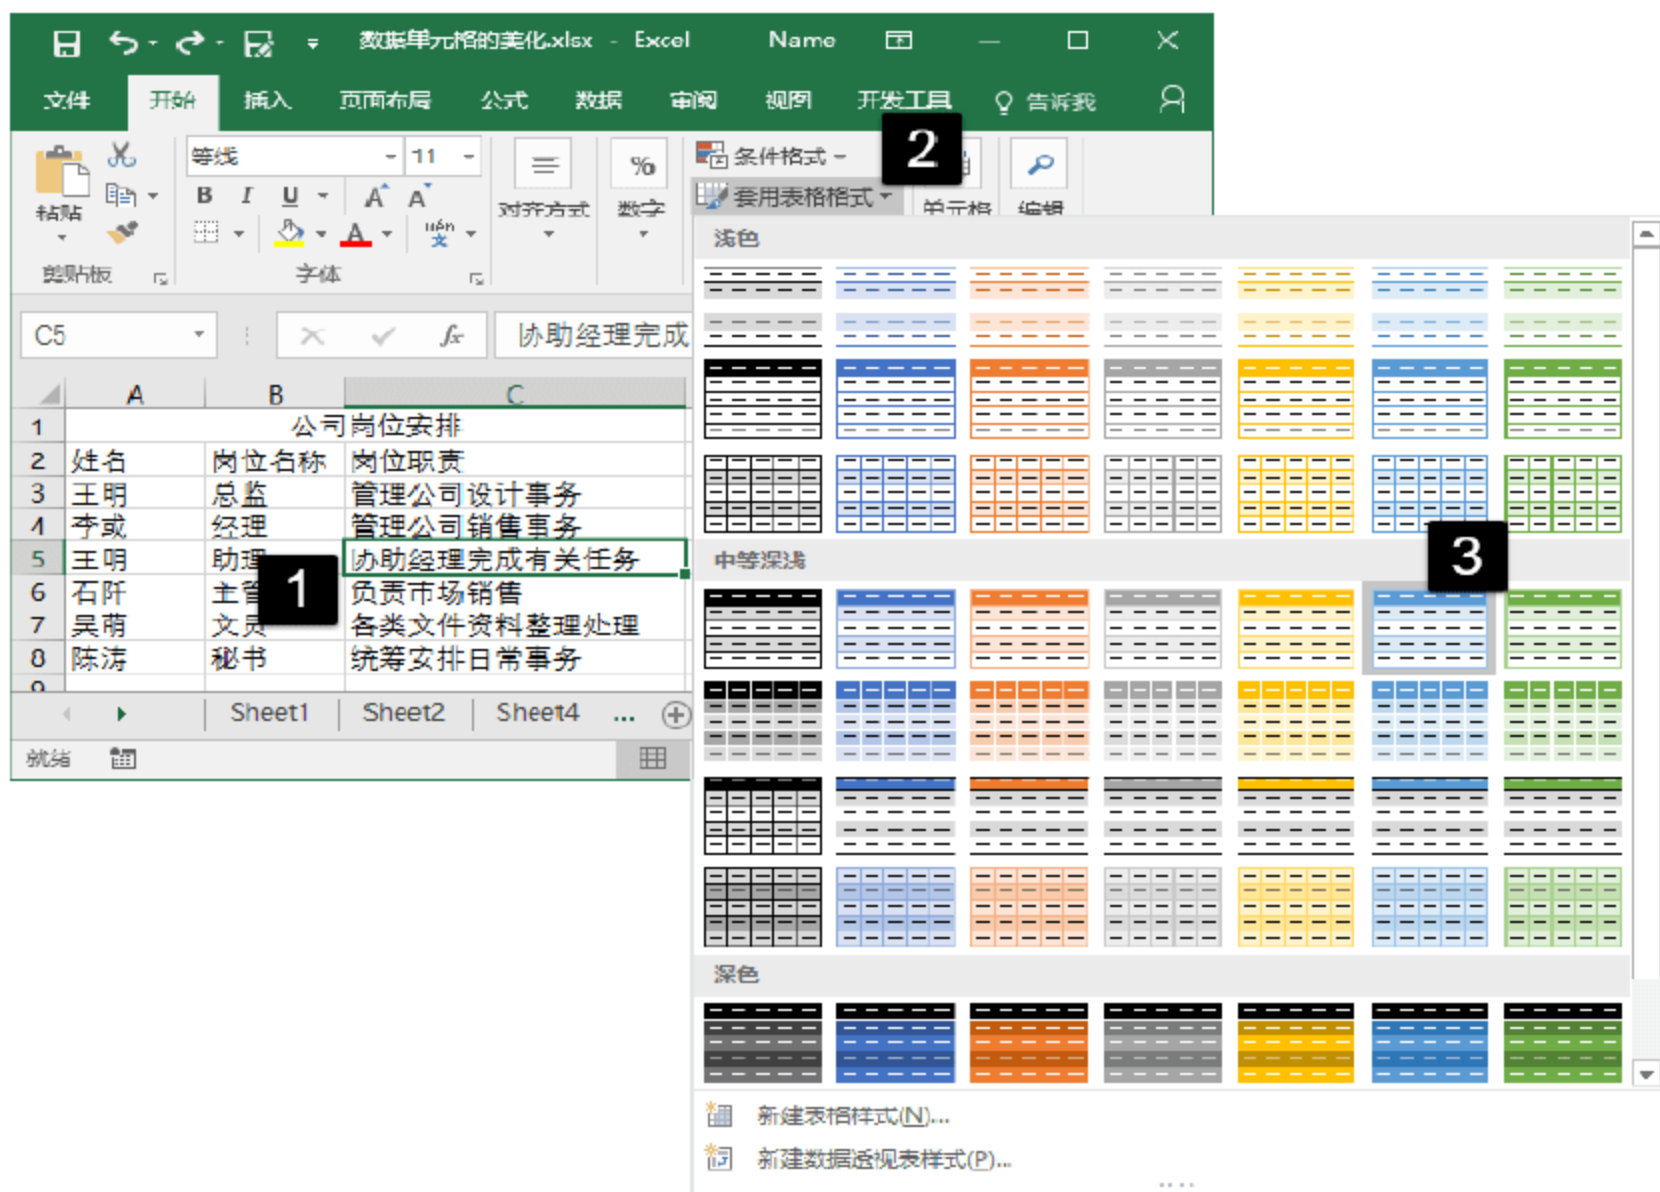 数据单元格的美化.xlsx - Excel Name
文件 开始 插入 页面布局 公式 数据 审阅 视图 开发工具 告诉我
粘贴
剪贴板
等线 11
B I U A A
A wén 文
字体
对齐方式
%
数字
条件格式
套用表格格式
单元格
编辑
2
C5 fx 协助经理完成
A B C
1 公司岗位安排
2 姓名 岗位名称 岗位职责
3 王明 总监 管理公司设计事务
4 李彧 经理 管理公司销售事务
5 王明 助理 协助经理完成有关任务
6 石阡 主管 负责市场销售
7 吴萌 文员 各类文件资料整理处理
8 陈涛 秘书 统筹安排日常事务
9
1
Sheet1 Sheet2 Sheet4 ...
就绪
浅色
中等深浅
3
深色
新建表格样式(N)...
新建数据透视表样式(P)...